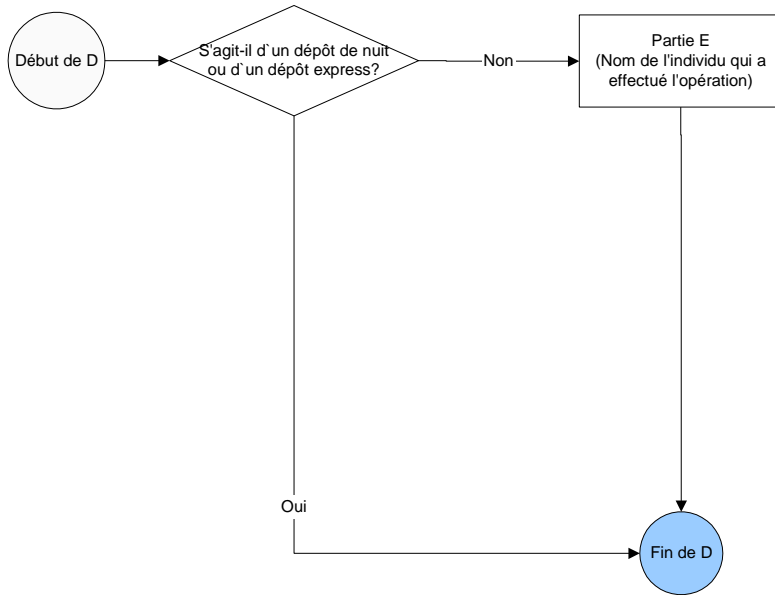 Début de D
S'agit-il d`un dépôt de nuit
ou d`un dépôt express?
Non
Partie E
(Nom de l'individu qui a
effectué l'opération)
Oui
Fin de D